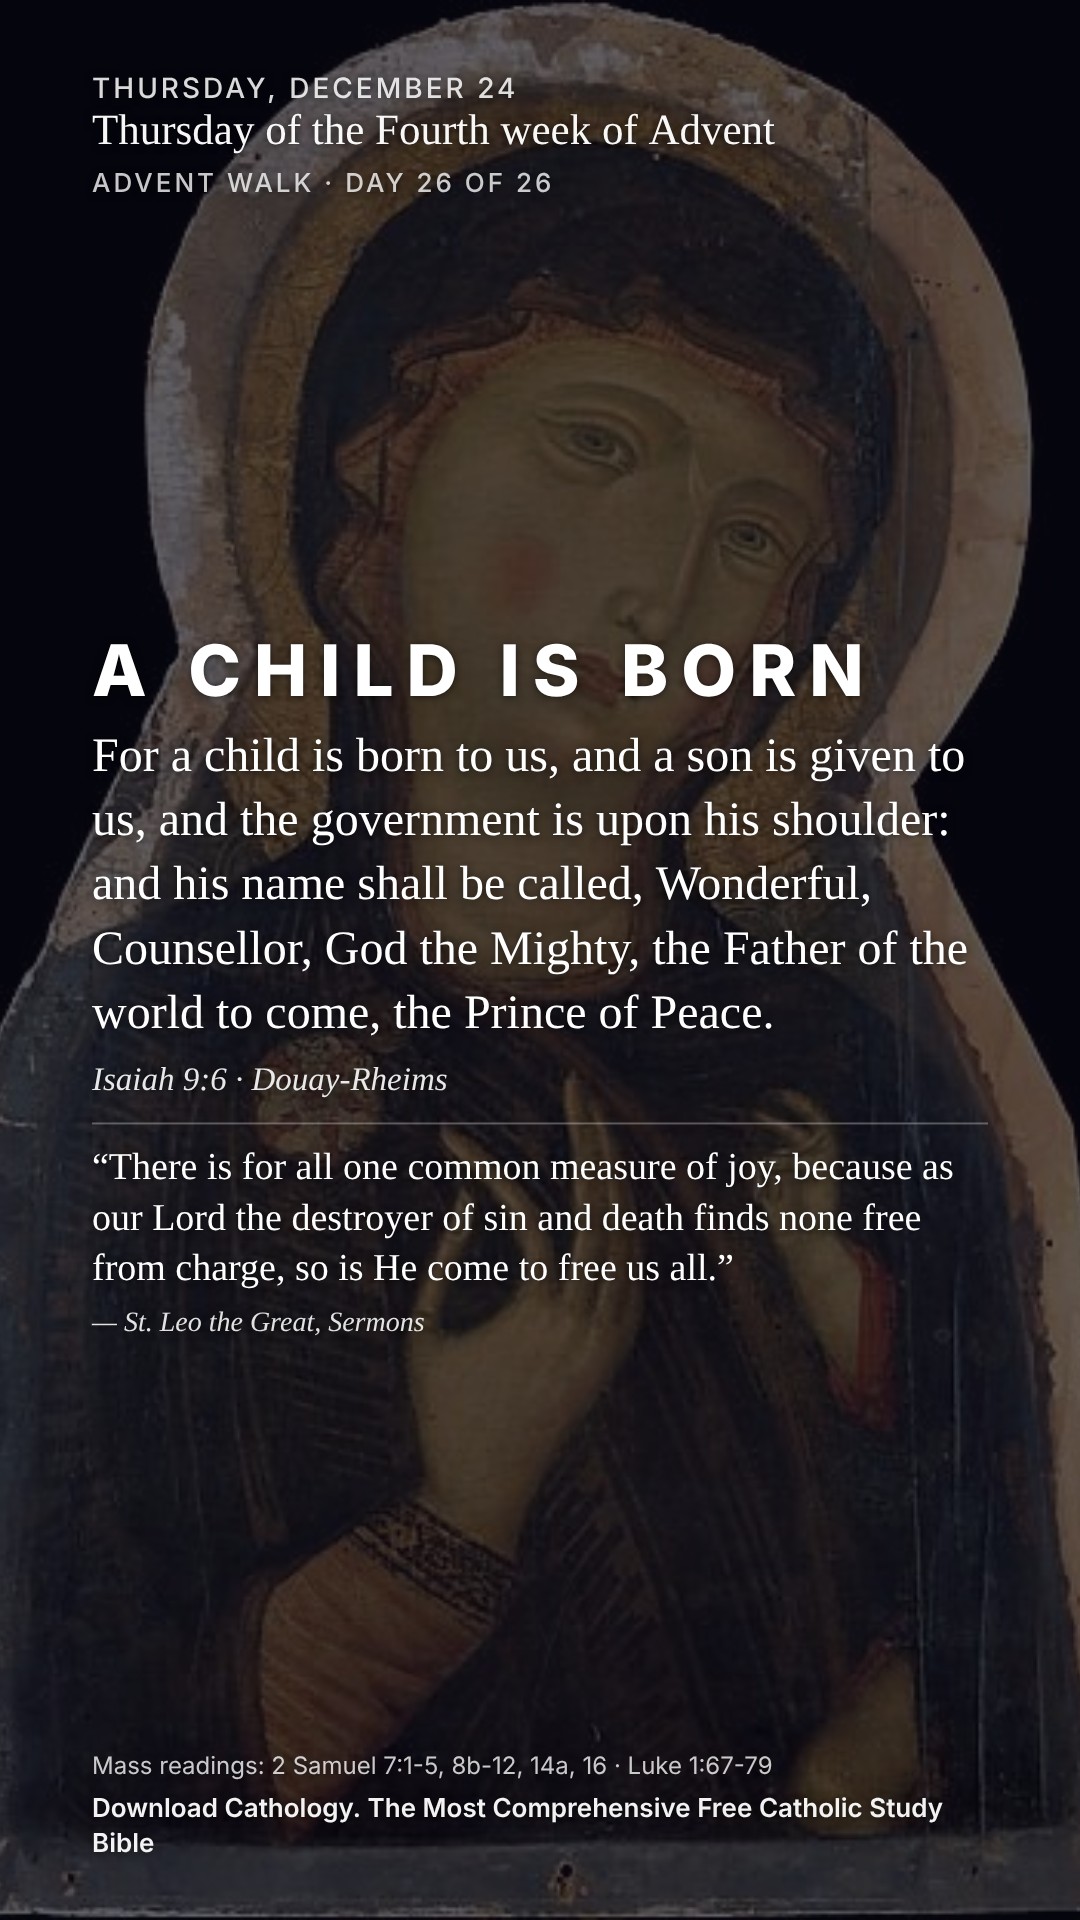 THURSDAY, DECEMBER 24
Thursday of the Fourth week of Advent
ADVENT WALK · DAY 26 OF 26
A CHILD IS BORN
For a child is born to us, and a son is given to
us, and the government is upon his shoulder:
and his name shall be called, Wonderful,
Counsellor, God the Mighty, the Father of the
world to come, the Prince of Peace.
Isaiah 9:6 · Douay-Rheims
“There is for all one common measure of joy, because as
our Lord the destroyer of sin and death finds none free
from charge, so is He come to free us all.”
— St. Leo the Great, Sermons
Mass readings: 2 Samuel 7:1-5, 8b-12, 14a, 16 · Luke 1:67-79
Download Cathology. The Most Comprehensive Free Catholic Study
Bible